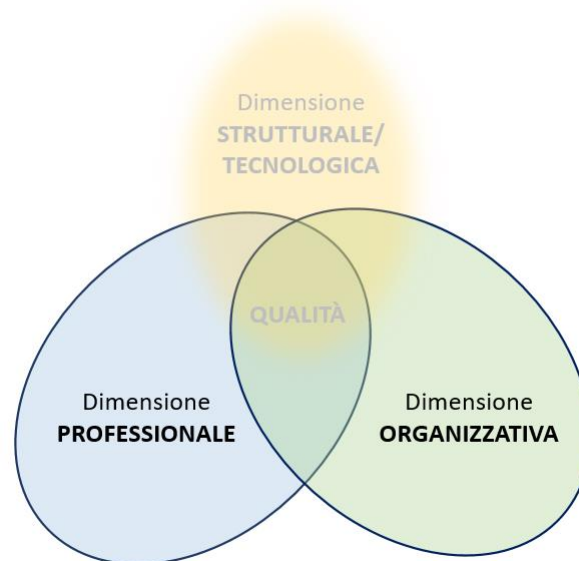 Dimensione
STRUTTURALE/
TECNOLOGICA
QUALITÀ
Dimensione
PROFESSIONALE
Dimensione
ORGANIZZATIVA